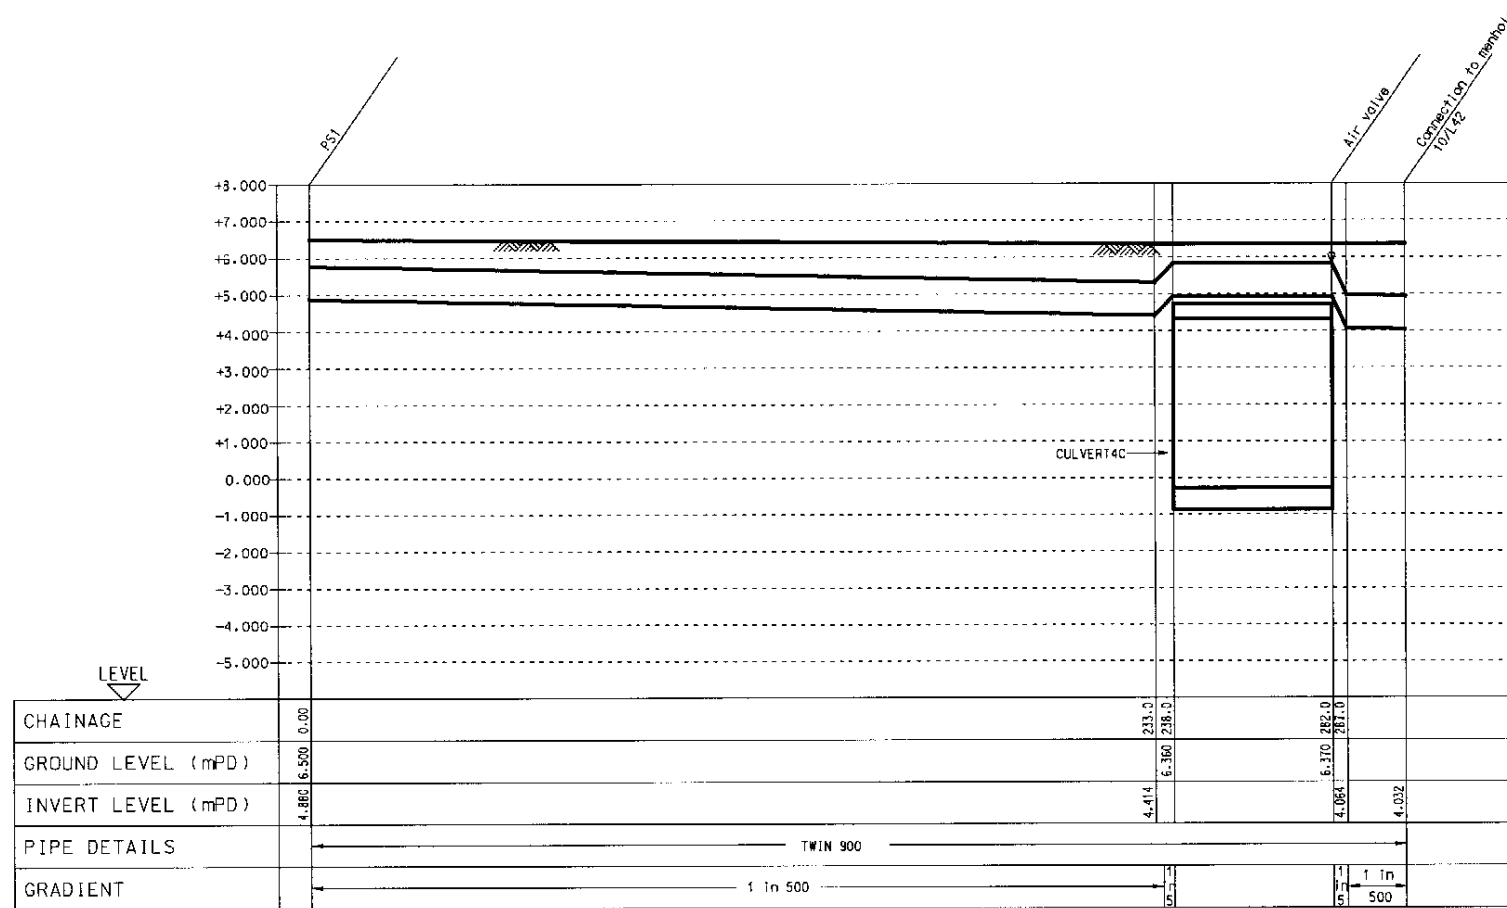 PS1
Air valve
Connection to manhole
10/L42
+8.000
+7.000
+6.000
+5.000
+4.000
+3.000
+2.000
+1.000
0.000
-1.000
-2.000
-3.000
-4.000
-5.000
CULVERT4C
LEVEL
CHAINAGE 0.00 233.0 238.0 282.0 287.0
GROUND LEVEL (mPD) 6.500 6.360 6.370
INVERT LEVEL (mPD) 4.880 4.414 4.064 4.032
PIPE DETAILS TWIN 900
GRADIENT 1 in 500 1 in 5 1 in 5 1 in 500